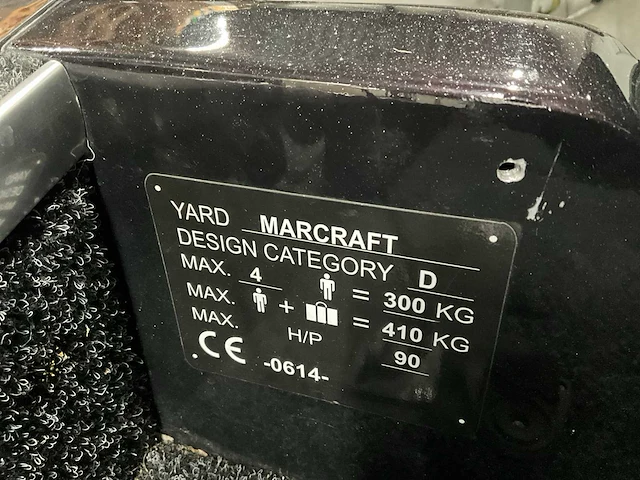 YARD MARCRAFT
DESIGN CATEGORY D
MAX. 4 = 300 KG
MAX. + = 410 KG
MAX. H/P 90
CE -0614-